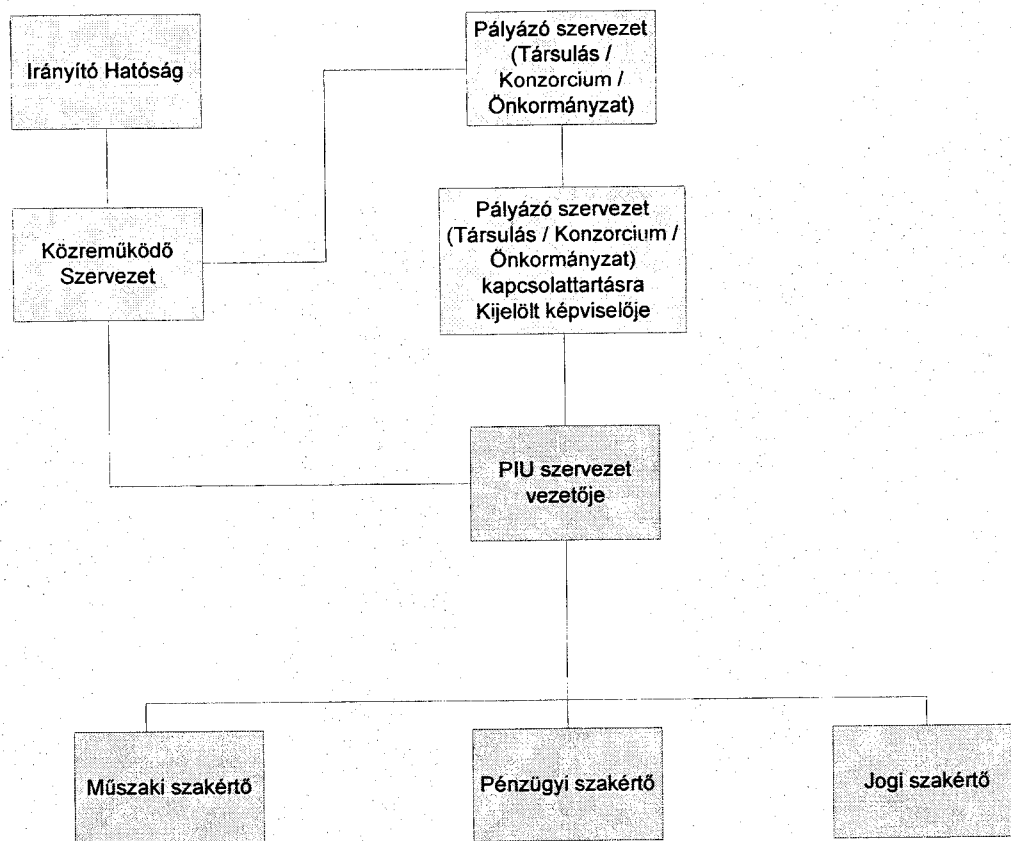 Irányító Hatóság
Pályázó szervezet
(Társulás /
Konzorcium /
Önkormányzat)
Közreműködő
Szervezet
Pályázó szervezet
(Társulás / Konzorcium /
Önkormányzat)
kapcsolattartásra
Kijelölt képviselője
PIU szervezet
vezetője
Műszaki szakértő
Pénzügyi szakértő
Jogi szakértő